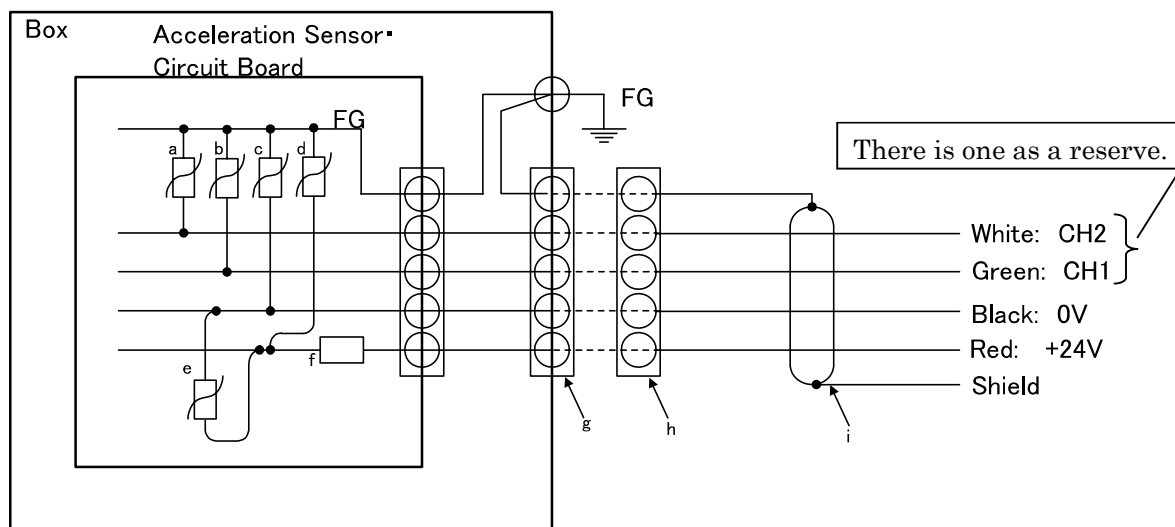 Box
Acceleration Sensor･
Circuit Board
FG
FG
a
b
c
d
There is one as a reserve.
White: CH2
Green: CH1
Black: 0V
Red: +24V
Shield
e
f
g
h
i